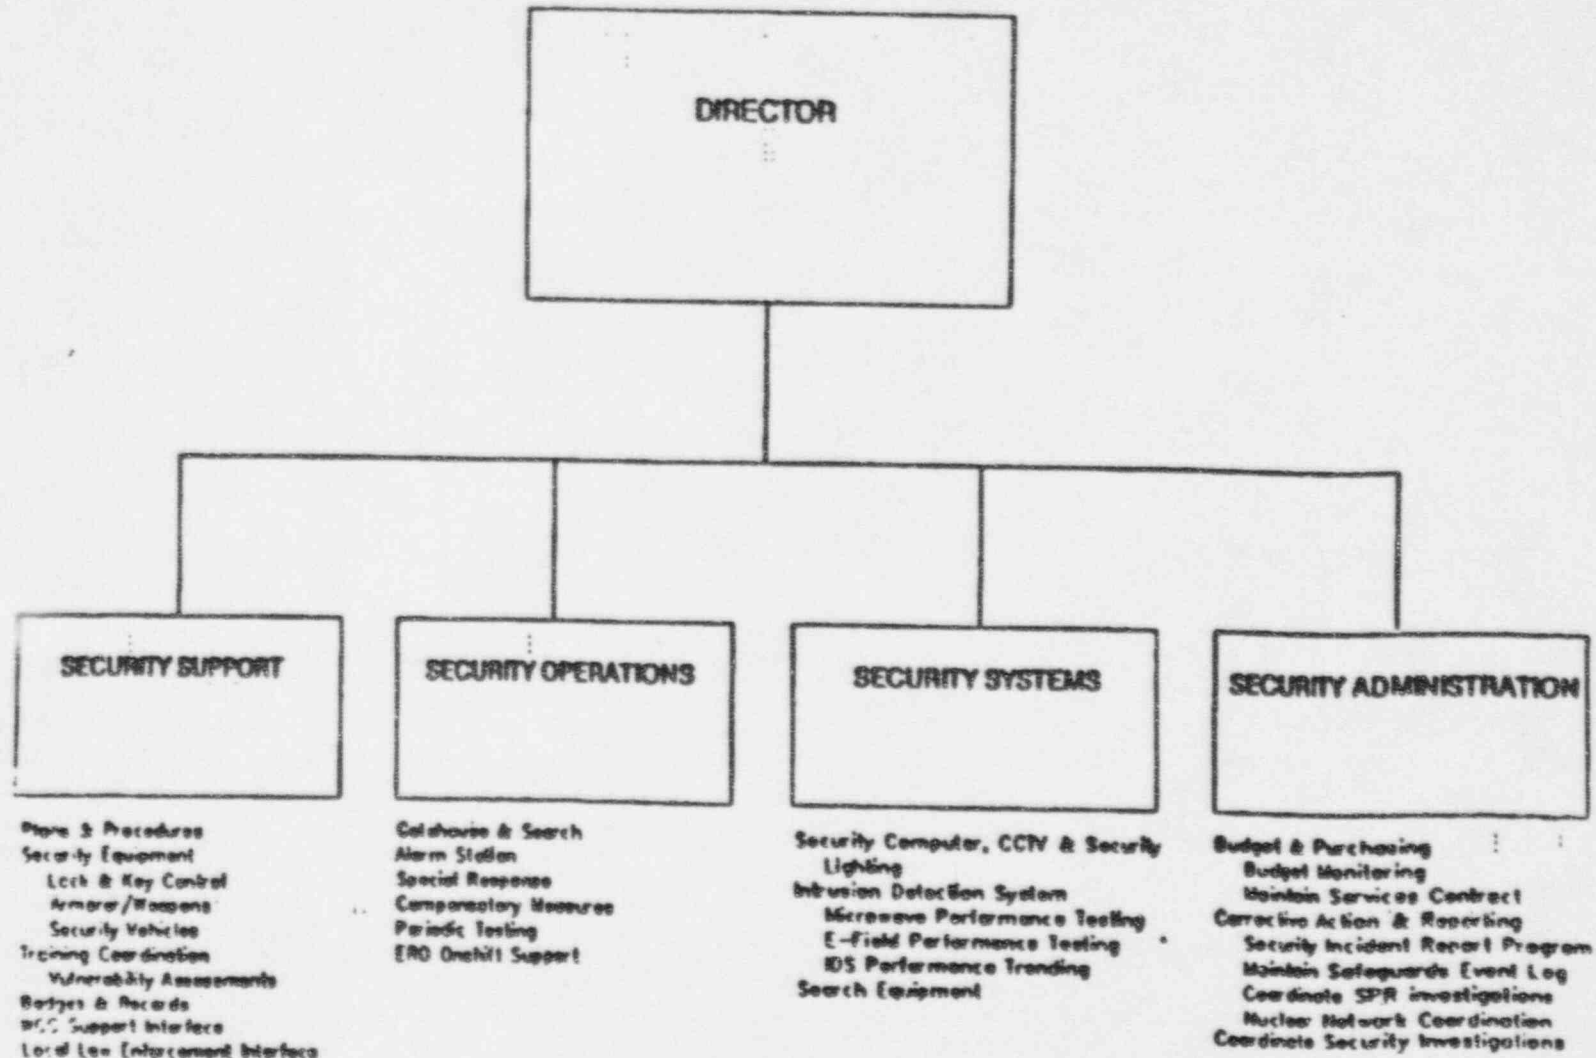 DIRECTOR
SECURITY SUPPORT
Plans & Procedures
Security Equipment
Lock & Key Control
Armorer/Weapons
Security Vehicles
Training Coordination
Vulnerability Assessments
Badges & Records
Support Interface
Local Law Enforcement Interface
SECURITY OPERATIONS
Gatehouse & Search
Alarm Station
Special Response
Compensatory Measures
Periodic Testing
ERO Onshift Support
SECURITY SYSTEMS
Security Computer, CCTV & Security
Lighting
Intrusion Detection System
Microwave Performance Testing
E-Field Performance Testing
IDS Performance Trending
Search Equipment
SECURITY ADMINISTRATION
Budget & Purchasing
Budget Monitoring
Maintain Services Contract
Corrective Action & Reporting
Security Incident Report Program
Maintain Safeguards Event Log
Coordinate SPR investigations
Nuclear Network Coordination
Coordinate Security Investigations